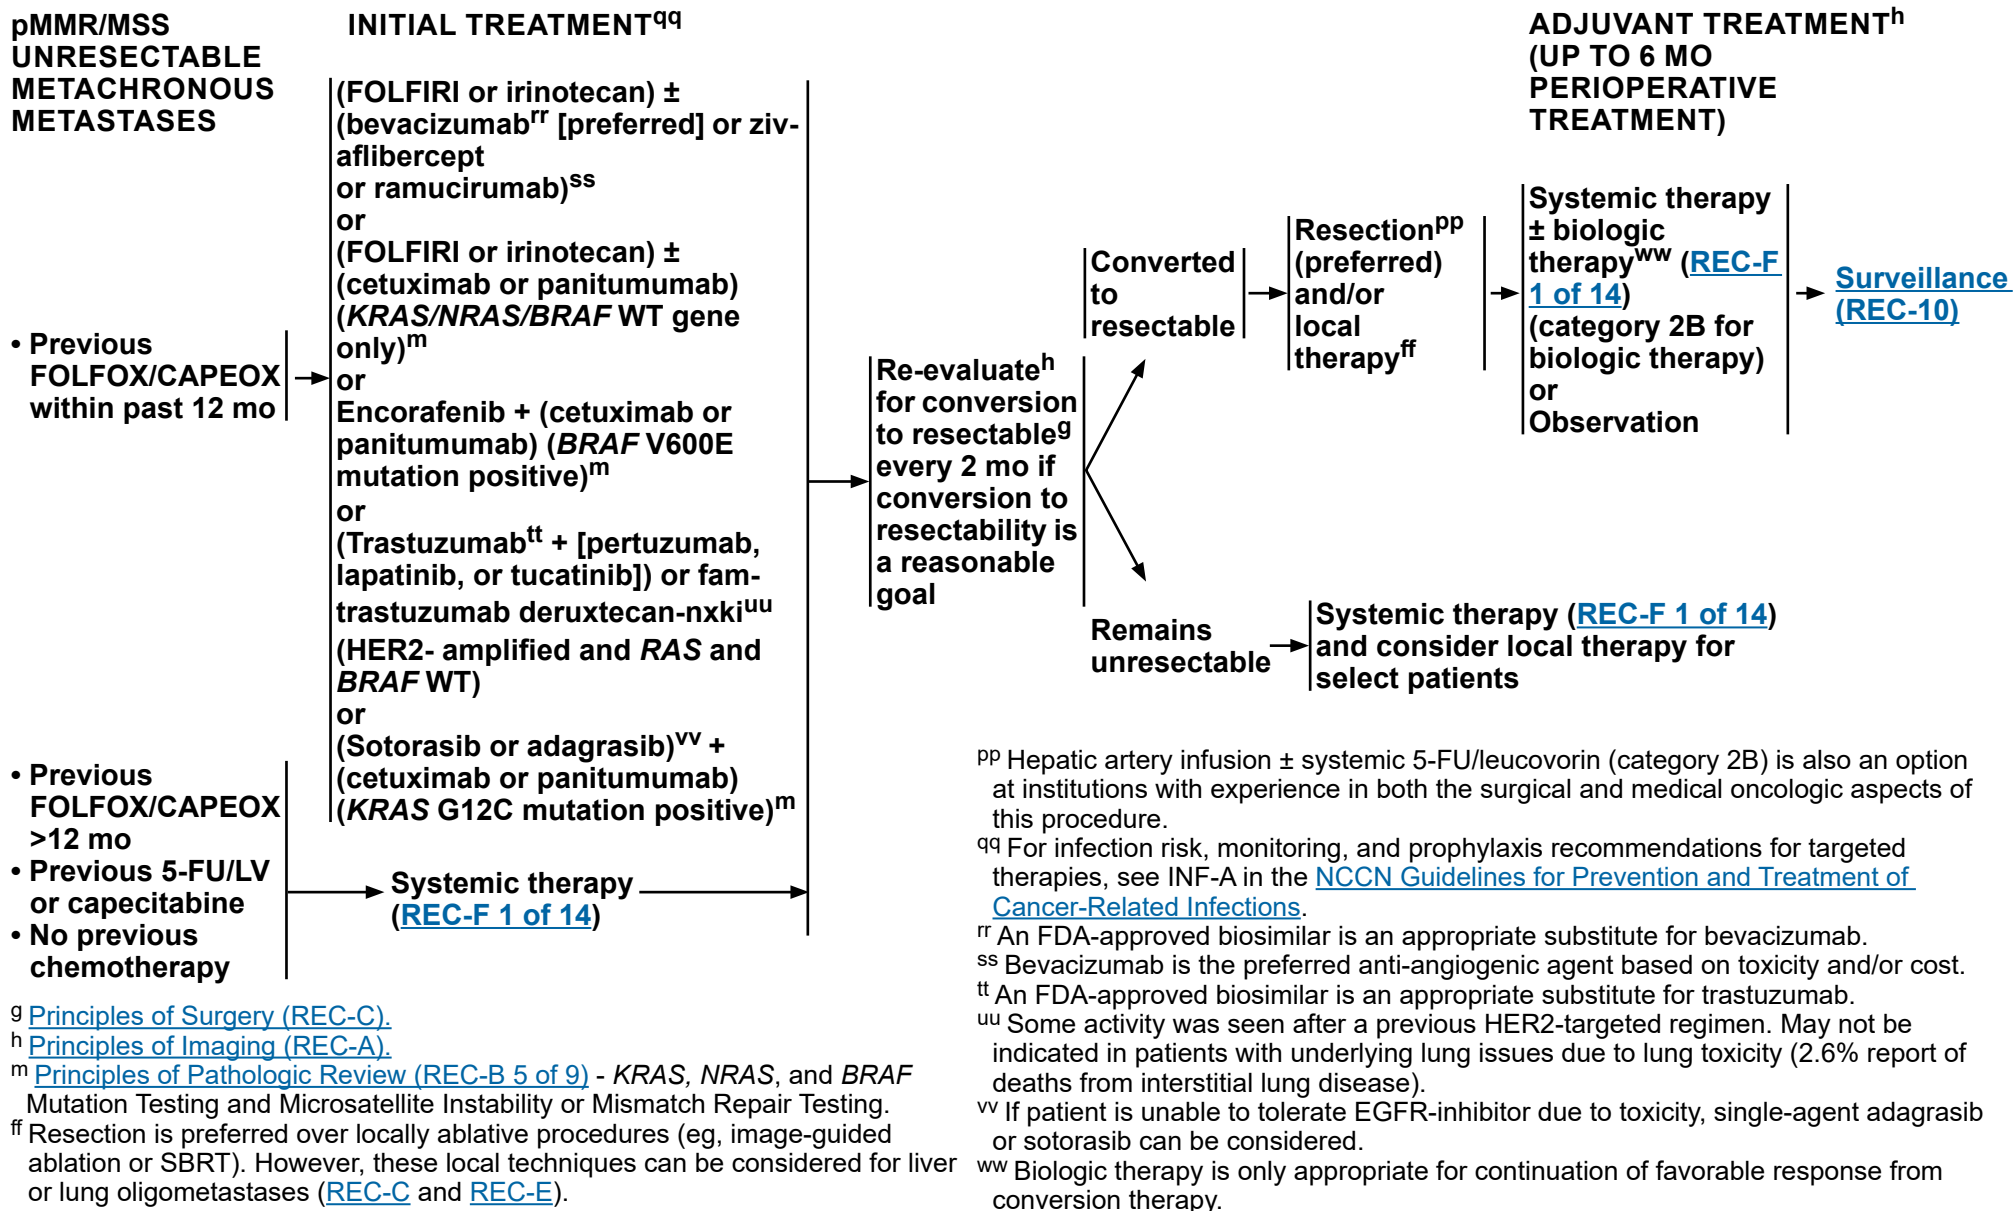 pMMR/MSS
UNRESECTABLE
METACHRONOUS
METASTASES
INITIAL TREATMENTqq
ADJUVANT TREATMENTh
(UP TO 6 MO
PERIOPERATIVE
TREATMENT)
• Previous
FOLFOX/CAPEOX
within past 12 mo
(FOLFIRI or irinotecan) ±
(bevacizumabrr [preferred] or ziv-
aflibercept
or ramucirumab)ss
or
(FOLFIRI or irinotecan) ±
(cetuximab or panitumumab)
(KRAS/NRAS/BRAF WT gene
only)m
or
Encorafenib + (cetuximab or
panitumumab) (BRAF V600E
mutation positive)m
or
(Trastuzumabtt + [pertuzumab,
lapatinib, or tucatinib]) or fam-
trastuzumab deruxtecan-nxkiuu
(HER2- amplified and RAS and
BRAF WT)
or
(Sotorasib or adagrasib)vv +
(cetuximab or panitumumab)
(KRAS G12C mutation positive)m
• Previous
FOLFOX/CAPEOX
>12 mo
• Previous 5-FU/LV
or capecitabine
• No previous
chemotherapy
Systemic therapy
(REC-F 1 of 14)
Re-evaluateh
for conversion
to resectableg
every 2 mo if
conversion to
resectability is
a reasonable
goal
Converted
to
resectable
Resectionpp
(preferred)
and/or
local
therapyff
Systemic therapy
± biologic
therapyww (REC-F
1 of 14)
(category 2B for
biologic therapy)
or
Observation
Surveillance
(REC-10)
Remains
unresectable
Systemic therapy (REC-F 1 of 14)
and consider local therapy for
select patients
g Principles of Surgery (REC-C).
h Principles of Imaging (REC-A).
m Principles of Pathologic Review (REC-B 5 of 9) - KRAS, NRAS, and BRAF
Mutation Testing and Microsatellite Instability or Mismatch Repair Testing.
ff Resection is preferred over locally ablative procedures (eg, image-guided
ablation or SBRT). However, these local techniques can be considered for liver
or lung oligometastases (REC-C and REC-E).
pp Hepatic artery infusion ± systemic 5-FU/leucovorin (category 2B) is also an option
at institutions with experience in both the surgical and medical oncologic aspects of
this procedure.
qq For infection risk, monitoring, and prophylaxis recommendations for targeted
therapies, see INF-A in the NCCN Guidelines for Prevention and Treatment of
Cancer-Related Infections.
rr An FDA-approved biosimilar is an appropriate substitute for bevacizumab.
ss Bevacizumab is the preferred anti-angiogenic agent based on toxicity and/or cost.
tt An FDA-approved biosimilar is an appropriate substitute for trastuzumab.
uu Some activity was seen after a previous HER2-targeted regimen. May not be
indicated in patients with underlying lung issues due to lung toxicity (2.6% report of
deaths from interstitial lung disease).
vv If patient is unable to tolerate EGFR-inhibitor due to toxicity, single-agent adagrasib
or sotorasib can be considered.
ww Biologic therapy is only appropriate for continuation of favorable response from
conversion therapy.